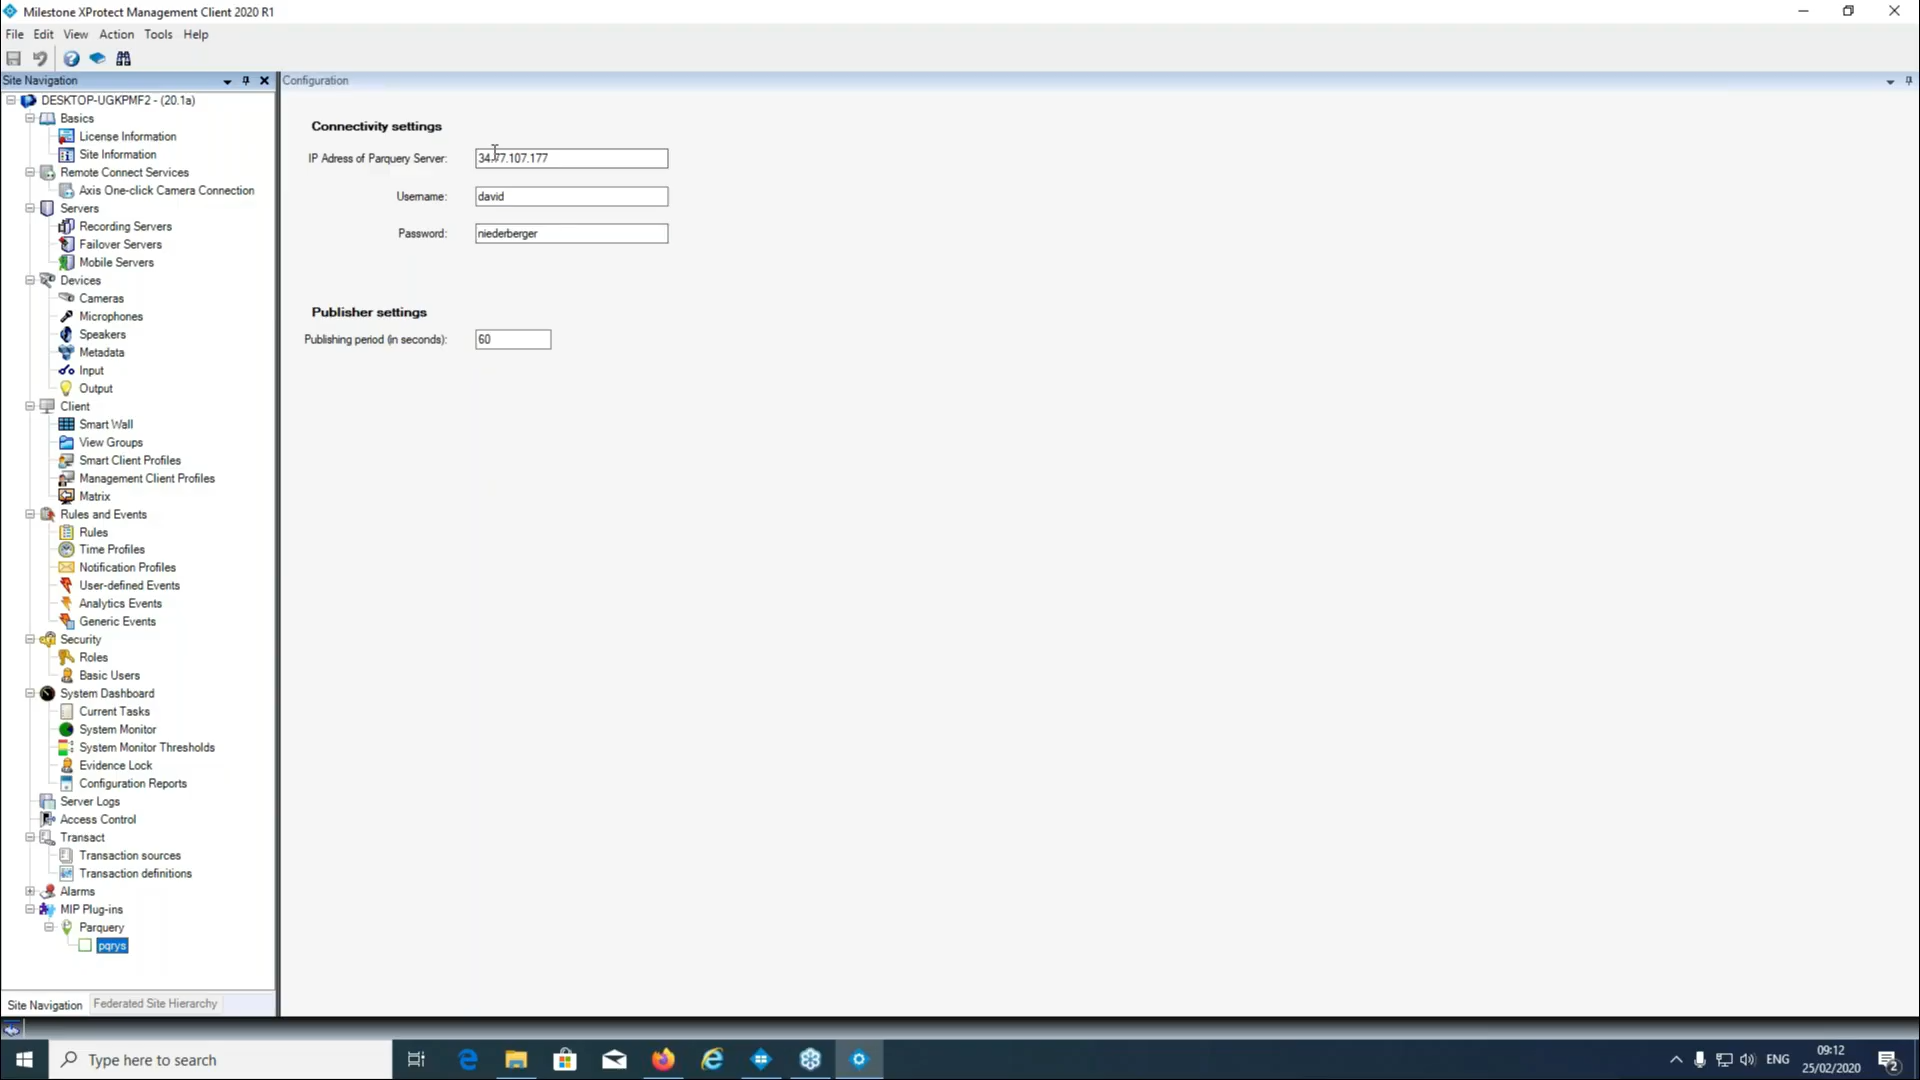 Milestone XProtect Management Client 2020 R1
File Edit View Action Tools Help
Site Navigation
Configuration
DESKTOP-UGKPMF2 - (20.1a)
Basics
License Information
Site Information
Remote Connect Services
Axis One-click Camera Connection
Servers
Recording Servers
Failover Servers
Mobile Servers
Devices
Cameras
Microphones
Speakers
Metadata
Input
Output
Client
Smart Wall
View Groups
Smart Client Profiles
Management Client Profiles
Matrix
Rules and Events
Rules
Time Profiles
Notification Profiles
User-defined Events
Analytics Events
Generic Events
Security
Roles
Basic Users
System Dashboard
Current Tasks
System Monitor
System Monitor Thresholds
Evidence Lock
Configuration Reports
Server Logs
Access Control
Transact
Transaction sources
Transaction definitions
Alarms
MIP Plug-ins
Parquery
pqrys
Site Navigation Federated Site Hierarchy
Connectivity settings
IP Adress of Parquery Server: 34.77.107.177
Username: david
Password: niederberger
Publisher settings
Publishing period (in seconds): 60
Type here to search
ENG
09:12
25/02/2020
2